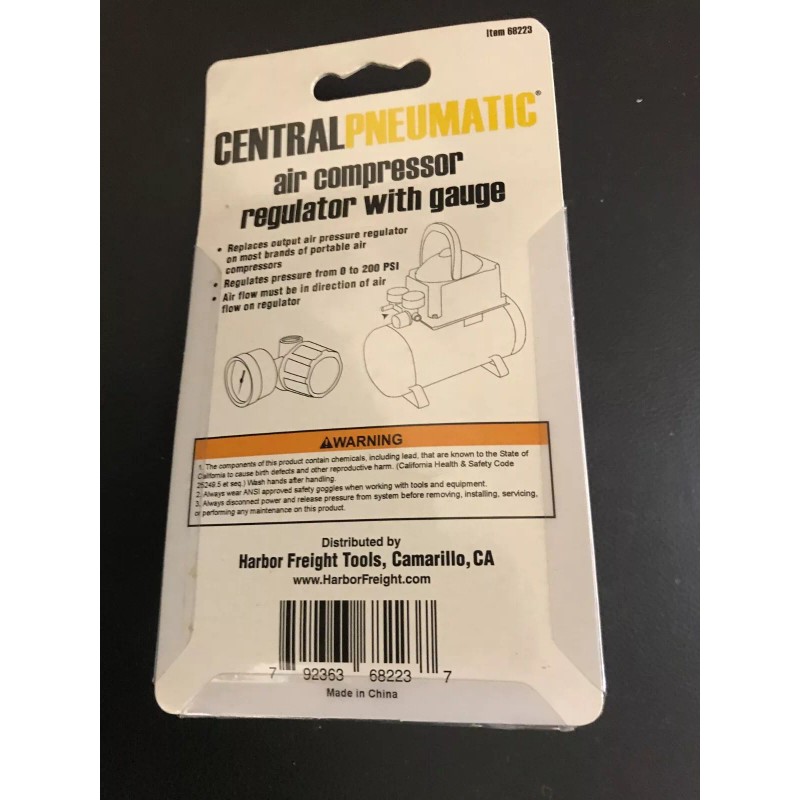 Item 68223
CENTRALPNEUMATIC®
air compressor
regulator with gauge
• Replaces output air pressure regulator
on most brands of portable air
compressors
• Regulates pressure from 0 to 200 PSI
• Air flow must be in direction of air
flow on regulator
⚠WARNING
1. The components of this product contain chemicals, including lead, that are known to the State of
California to cause birth defects and other reproductive harm. (California Health & Safety Code
25249.5 et seq.) Wash hands after handling.
2. Always wear ANSI approved safety goggles when working with tools and equipment.
3. Always disconnect power and release pressure from system before removing, installing, servicing,
or performing any maintenance on this product.
Distributed by
Harbor Freight Tools, Camarillo, CA
www.HarborFreight.com
7 92363 68223 7
Made in China